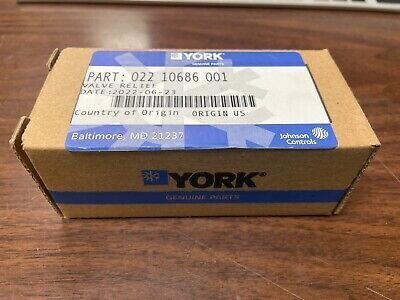 YORK
GENUINE PARTS
PART: 022 10686 001
VALVE RELIEF
DATE:2022-06-23
Country of Origin ORIGIN US
Baltimore, MD 21237
Johnson
Controls
YORK
GENUINE PARTS